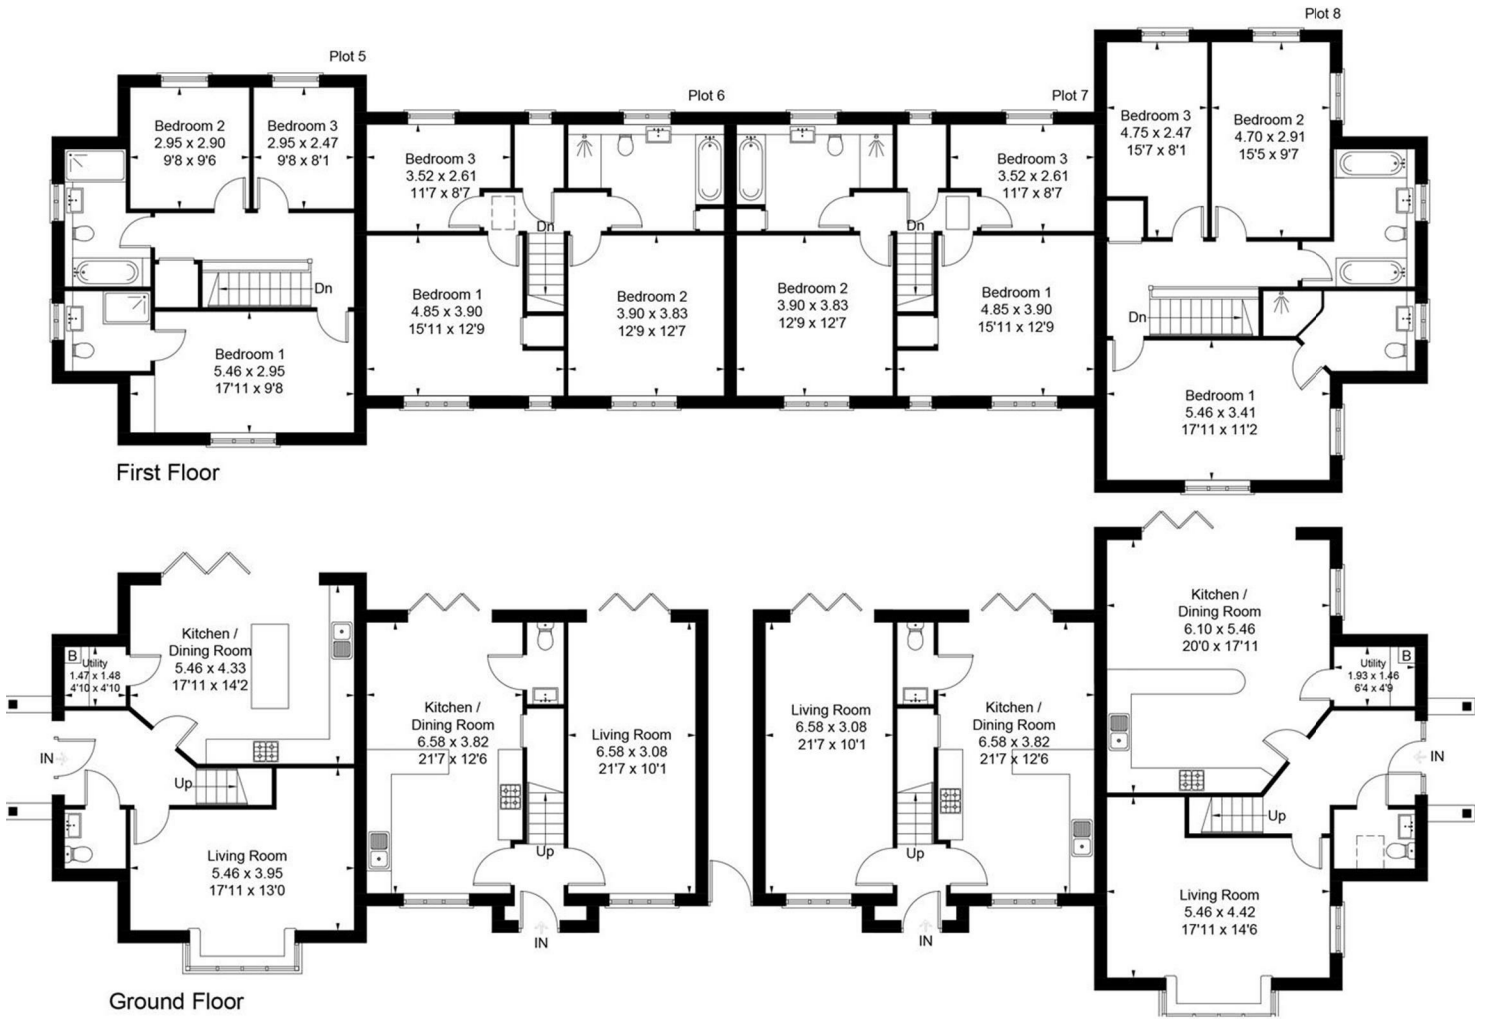 Plot 5
Bedroom 2
2.95 x 2.90
9'8 x 9'6
Bedroom 3
2.95 x 2.47
9'8 x 8'1
Dn
Bedroom 1
5.46 x 2.95
17'11 x 9'8
Plot 6
Bedroom 3
3.52 x 2.61
11'7 x 8'7
Dn
Bedroom 1
4.85 x 3.90
15'11 x 12'9
Bedroom 2
3.90 x 3.83
12'9 x 12'7
Plot 7
Bedroom 3
3.52 x 2.61
11'7 x 8'7
Dn
Bedroom 2
3.90 x 3.83
12'9 x 12'7
Bedroom 1
4.85 x 3.90
15'11 x 12'9
Plot 8
Bedroom 3
4.75 x 2.47
15'7 x 8'1
Bedroom 2
4.70 x 2.91
15'5 x 9'7
Dn
Bedroom 1
5.46 x 3.41
17'11 x 11'2
First Floor
Kitchen /
Dining Room
5.46 x 4.33
17'11 x 14'2
B
Utility
1.47 x 1.48
4'10 x 4'10
IN
Up
Living Room
5.46 x 3.95
17'11 x 13'0
Kitchen /
Dining Room
6.58 x 3.82
21'7 x 12'6
Living Room
6.58 x 3.08
21'7 x 10'1
Up
IN
Living Room
6.58 x 3.08
21'7 x 10'1
Kitchen /
Dining Room
6.58 x 3.82
21'7 x 12'6
Up
IN
Kitchen /
Dining Room
6.10 x 5.46
20'0 x 17'11
B
Utility
1.93 x 1.46
6'4 x 4'9
IN
Up
Living Room
5.46 x 4.42
17'11 x 14'6
Ground Floor